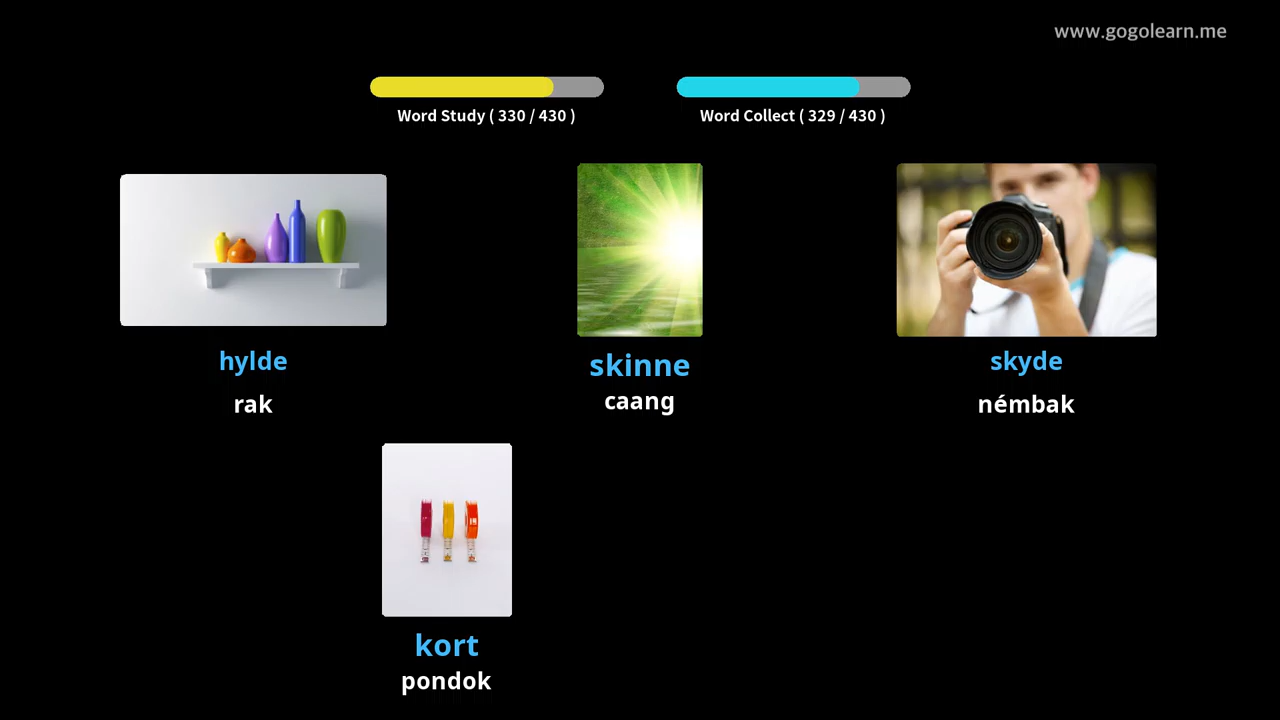 www.gogolearn.me
Word Study ( 330 / 430 )
Word Collect ( 329 / 430 )
hylde
rak
skinne
caang
skyde
némbak
kort
pondok